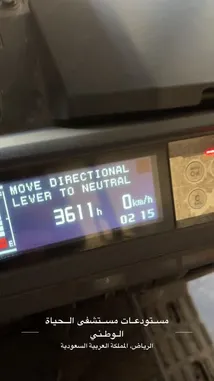 MOVE DIRECTIONAL
LEVER TO NEUTRAL
3611h 0km/h
02 15
E
مستودعات مستشفى الحياة
الوطني
الرياض، المملكة العربية السعودية